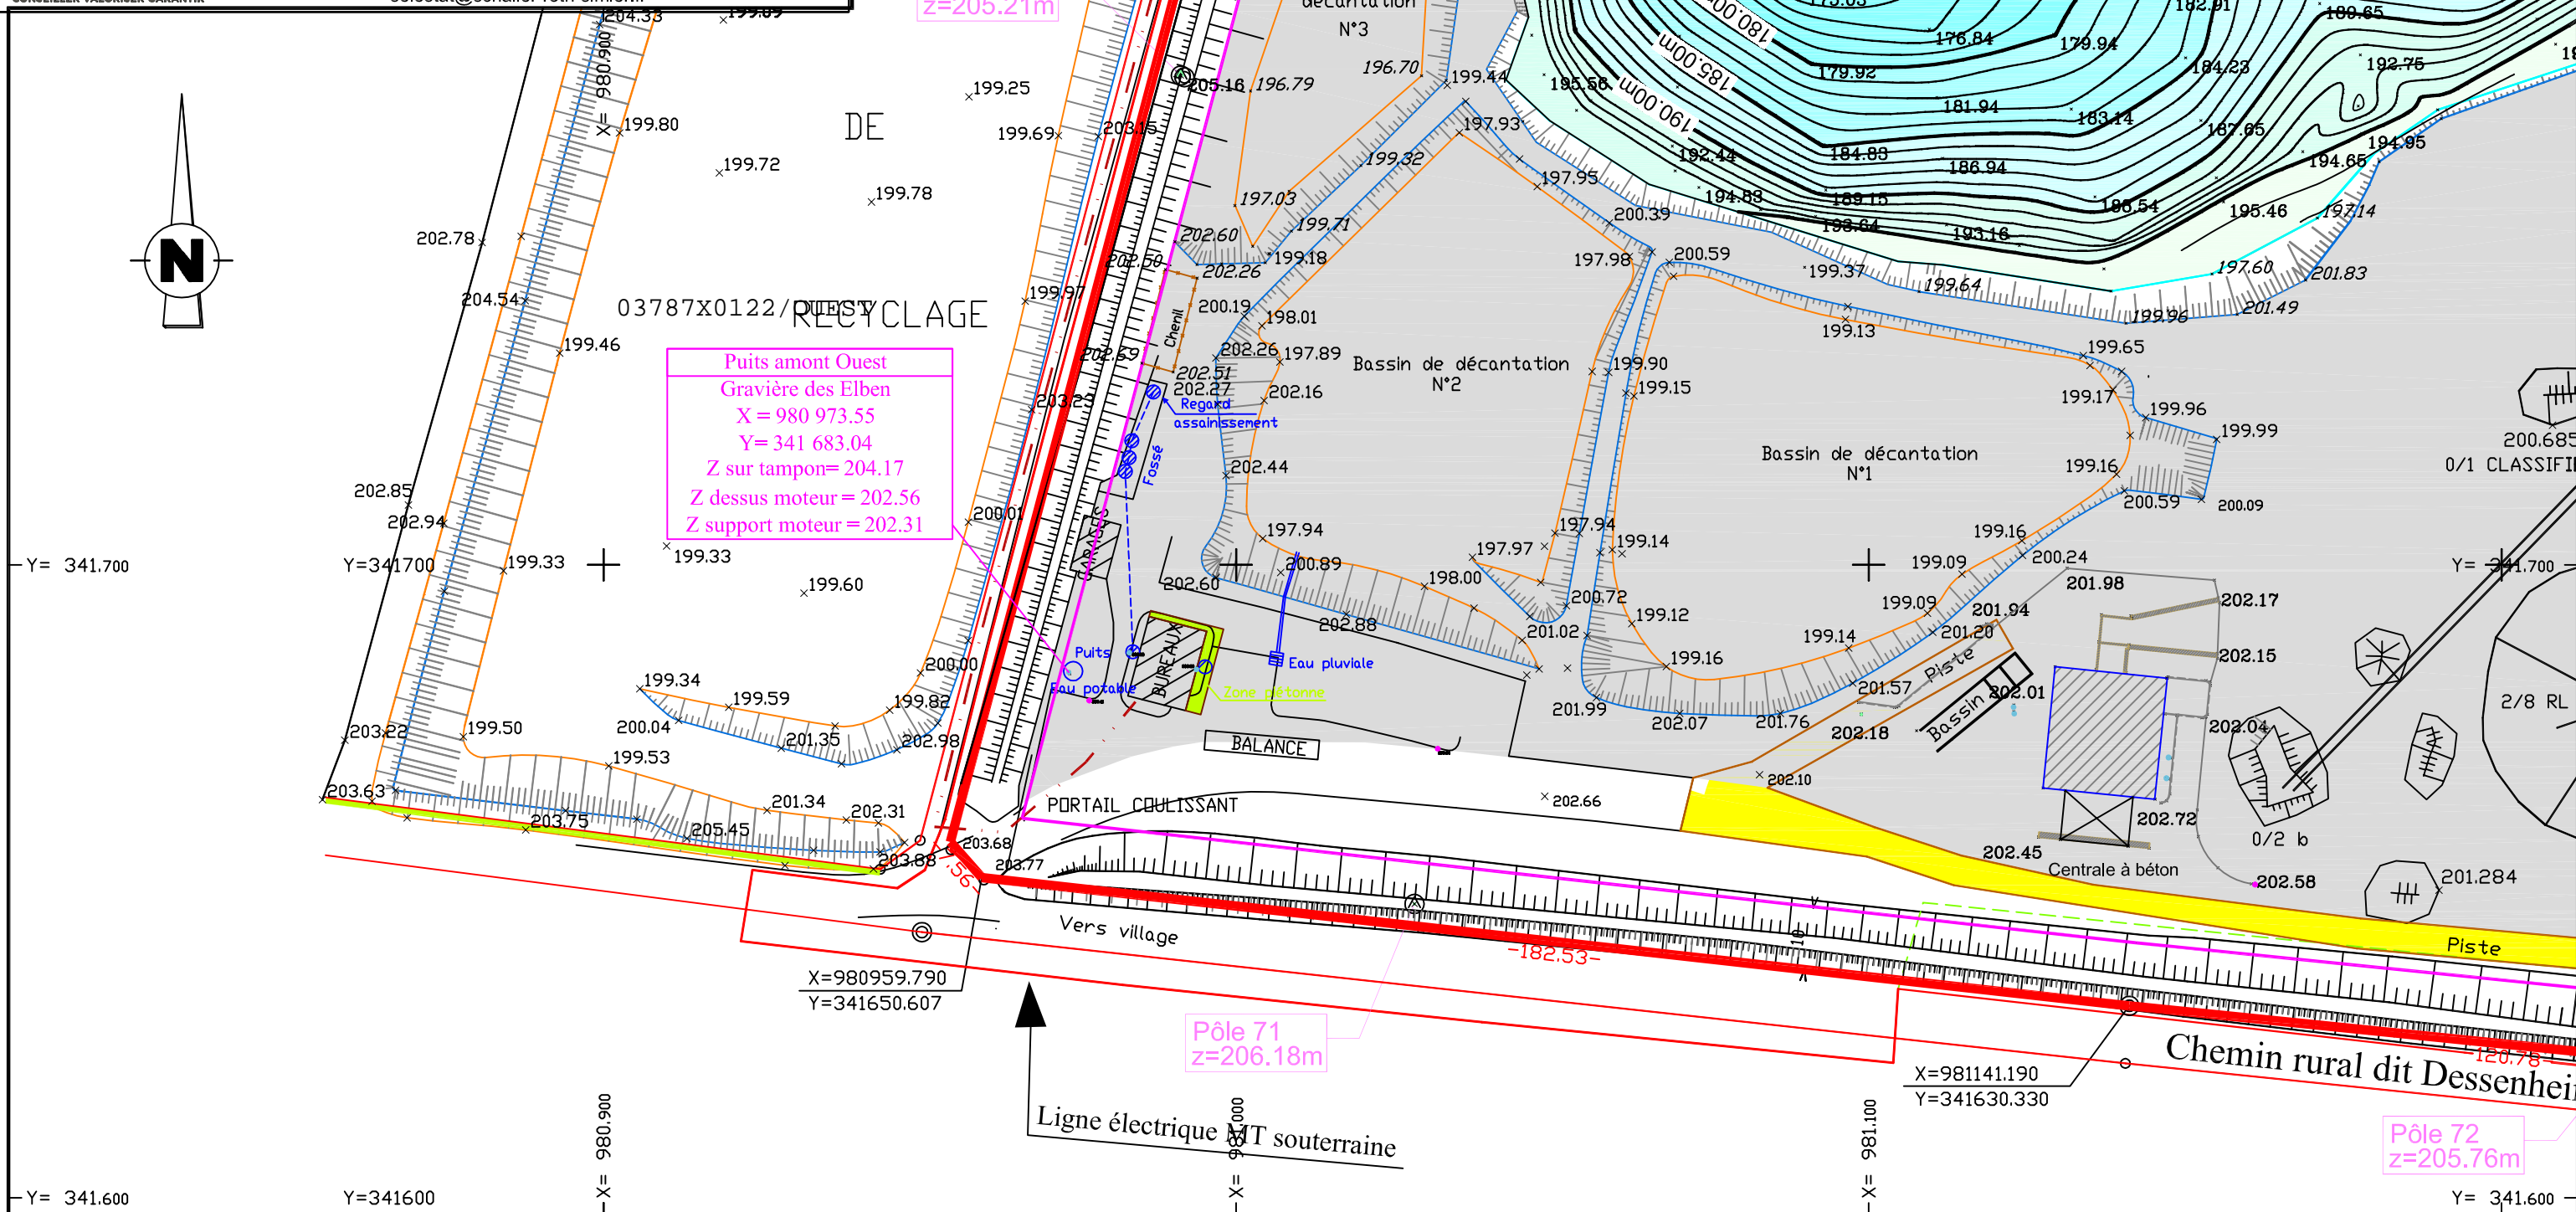 CONSEILLER VALORISER GARANTIR
z=205.21m
décantation
N°3
204.33
199.89
X= 980.900
180.00
185.00m
190.00m
175.03
176.84
179.92
179.94
182.91
189.65
184.23
192.75
181.94
183.14
187.65
184.83
186.94
189.15
188.54
192.44
194.83
193.64
193.16
195.56
194.65
194.95
195.46
197.14
197.60
201.83
201.49
199.96
199.64
199.37
199.25
199.80
199.69
203.15
205.16
196.79
196.70
199.44
197.93
199.32
197.95
DE
199.72
199.78
197.03
199.71
200.39
N
202.78
202.60
202.50
202.26
199.18
197.98
200.59
204.54
199.97
03787X0122/OUEST
RECYCLAGE
200.19
198.01
199.13
Chenil
199.46
202.69
202.26
197.89
199.65
Puits amont Ouest
Gravière des Elben
X = 980 973.55
Y= 341 683.04
Z sur tampon= 204.17
Z dessus moteur = 202.56
Z support moteur = 202.31
202.51
202.27
202.16
Bassin de décantation
N°2
199.90
199.15
199.17
199.96
203.23
Regard
assainissement
199.99
200.685
0/1 CLASSIFI
Fossé
202.44
Bassin de décantation
N°1
199.16
202.85
202.94
200.59
200.09
200.01
GARAGES
197.94
197.94
197.97
199.14
199.16
200.24
199.09
Y= 341.700
Y=341700
199.33
199.33
199.60
202.60
200.89
198.00
200.72
201.98
Y= 341.700
202.17
202.88
201.02
199.12
199.09
201.94
201.20
199.14
202.15
Puits
Eau potable
BUREAUX
Eau pluviale
Zone piétonne
200.00
199.34
199.59
199.82
199.16
Piste
201.57
202.01
Bassin
2/8 RL
200.04
201.35
202.98
201.99
202.07
201.76
202.18
202.04
203.22
199.50
199.53
BALANCE
202.10
203.63
201.34
202.31
PORTAIL COULISSANT
202.66
202.72
203.75
205.45
203.88
203.68
203.77
7.56
202.45
0/2 b
Centrale à béton
202.58
201.284
Vers village
-182.53-
10
Piste
X=980959.790
Y=341650.607
Pôle 71
z=206.18m
Chemin rural dit Dessenhei
-120.78-
X=981141.190
Y=341630.330
Ligne électrique MT souterraine
Pôle 72
z=205.76m
Y= 341.600
Y=341600
X= 980.900
X= 981.000
X= 981.100
Y= 341.600